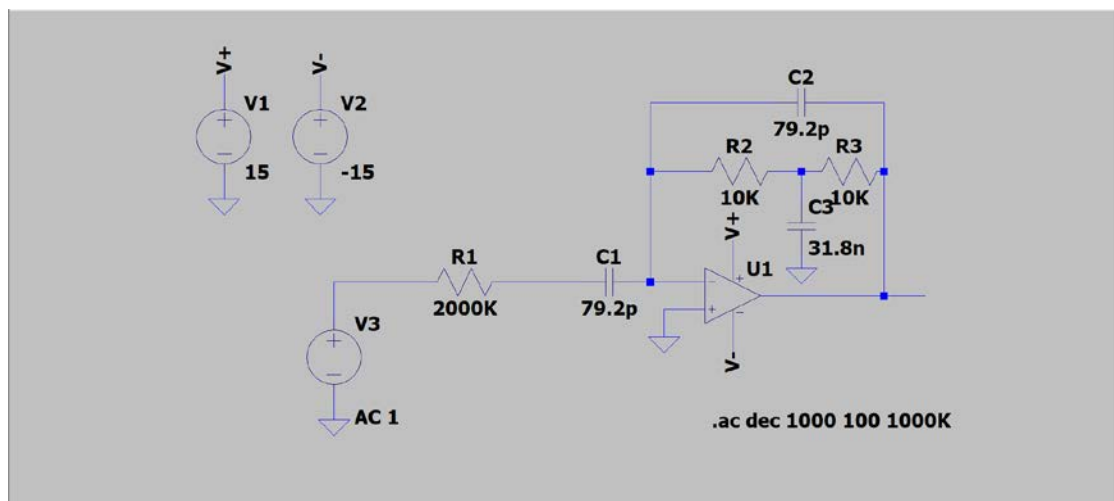 V+
V1
15
V-
V2
-15
C2
79.2p
R2
10K
R3
10K
C3
31.8n
V+
U1
V-
R1
2000K
C1
79.2p
V3
AC 1
.ac dec 1000 100 1000K